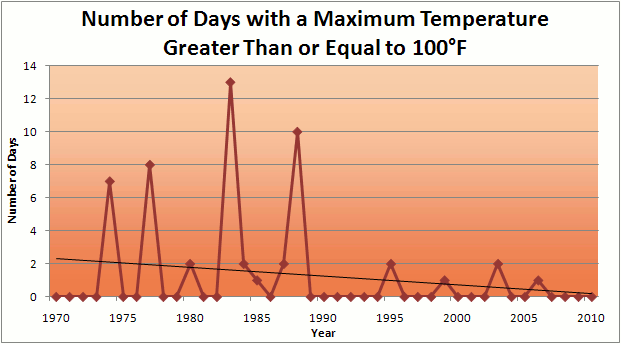 Number of Days with a Maximum Temperature
Greater Than or Equal to 100°F
14
12
10
8
6
4
2
0
Number of Days
1970 1975 1980 1985 1990 1995 2000 2005 2010
Year